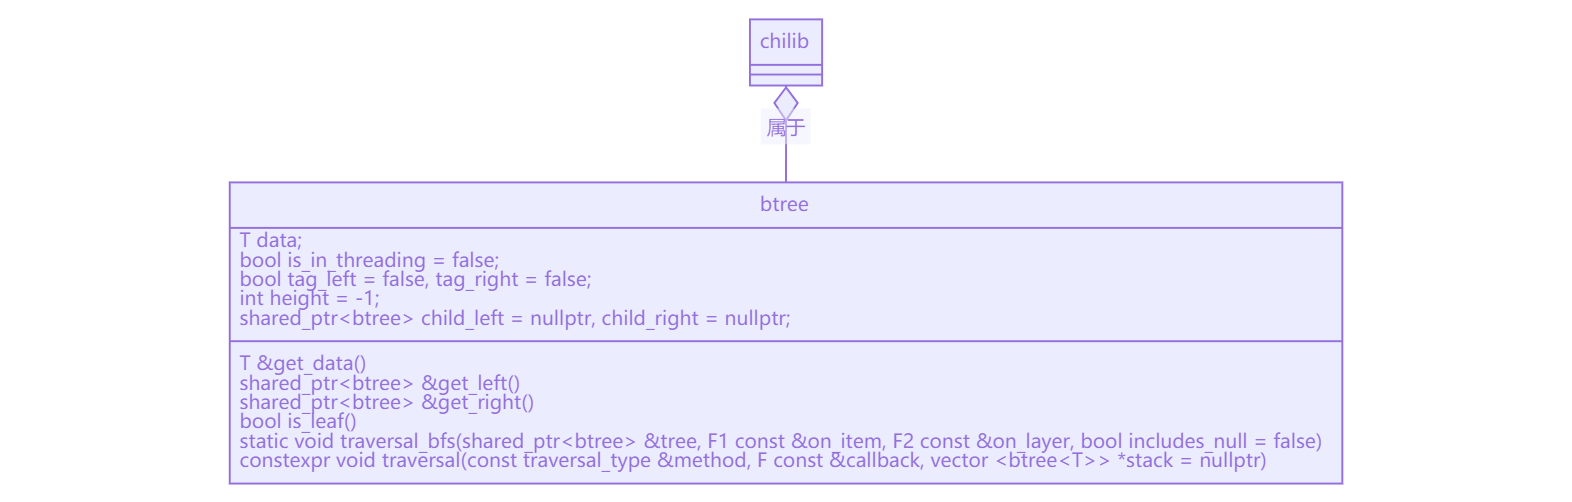 chilib
属于
btree
T data;
bool is_in_threading = false;
bool tag_left = false, tag_right = false;
int height = -1;
shared_ptr<btree> child_left = nullptr, child_right = nullptr;
T &get_data()
shared_ptr<btree> &get_left()
shared_ptr<btree> &get_right()
bool is_leaf()
static void traversal_bfs(shared_ptr<btree> &tree, F1 const &on_item, F2 const &on_layer, bool includes_null = false)
constexpr void traversal(const traversal_type &method, F const &callback, vector <btree<T>> *stack = nullptr)